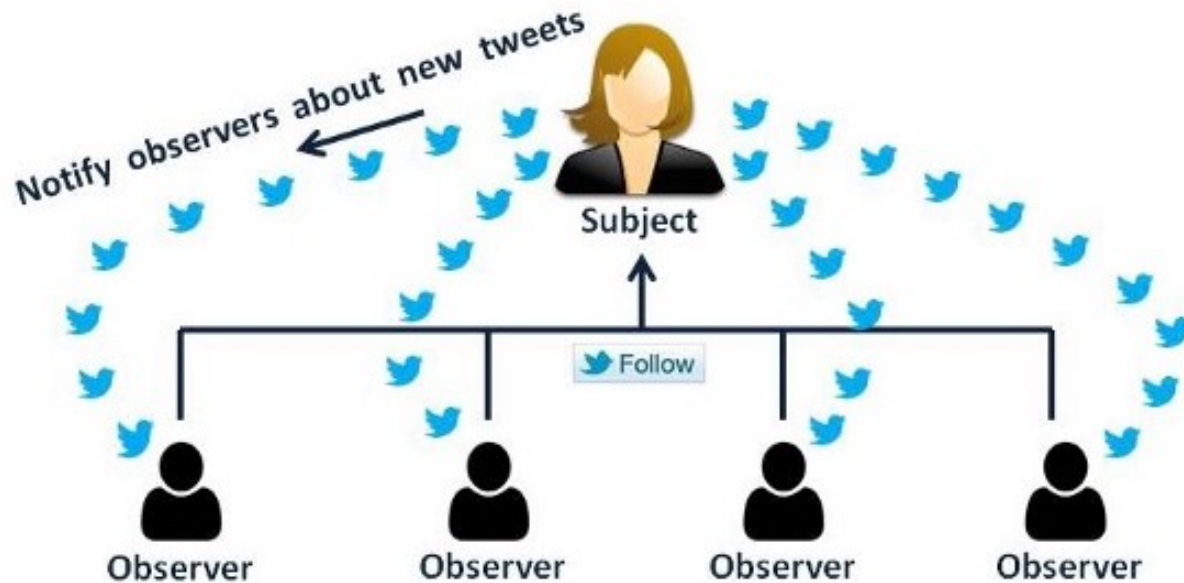 Notify observers about new tweets
Subject
Follow
Observer
Observer
Observer
Observer